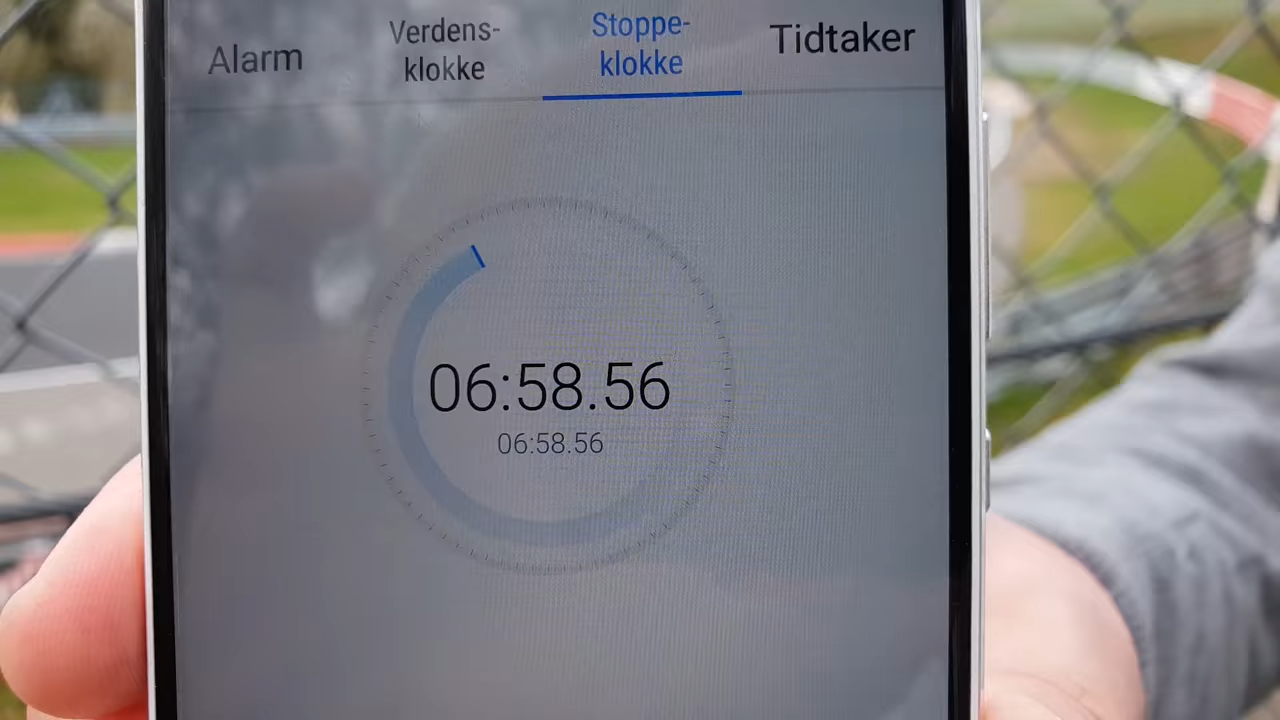 Alarm
Verdens-
klokke
Stoppe-
klokke
Tidtaker
06:58.56
06:58.56